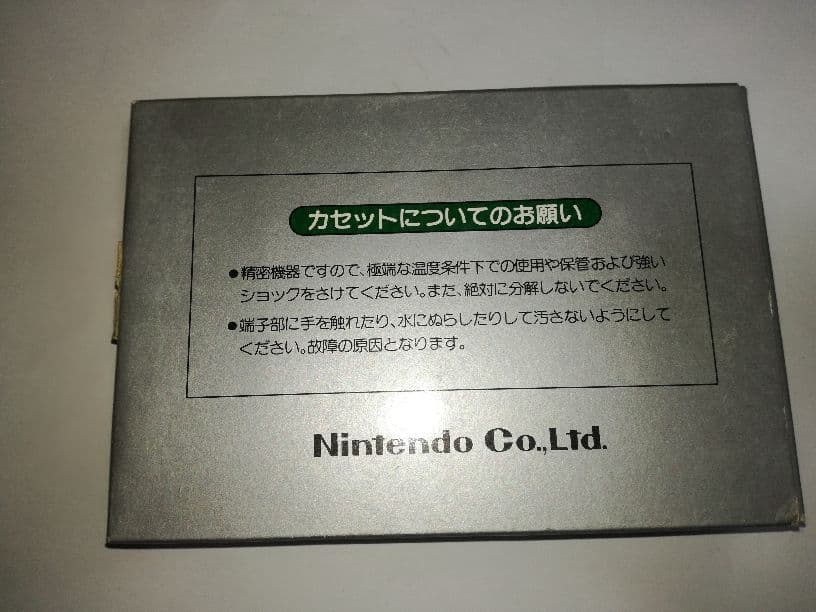 カセットについてのお願い
●精密機器ですので、極端な温度条件下での使用や保管および強い
ショックをさけてください。また、絶対に分解しないでください。
●端子部に手を触れたり、水にぬらしたりして汚さないようにして
ください。故障の原因となります。
Nintendo Co.,Ltd.